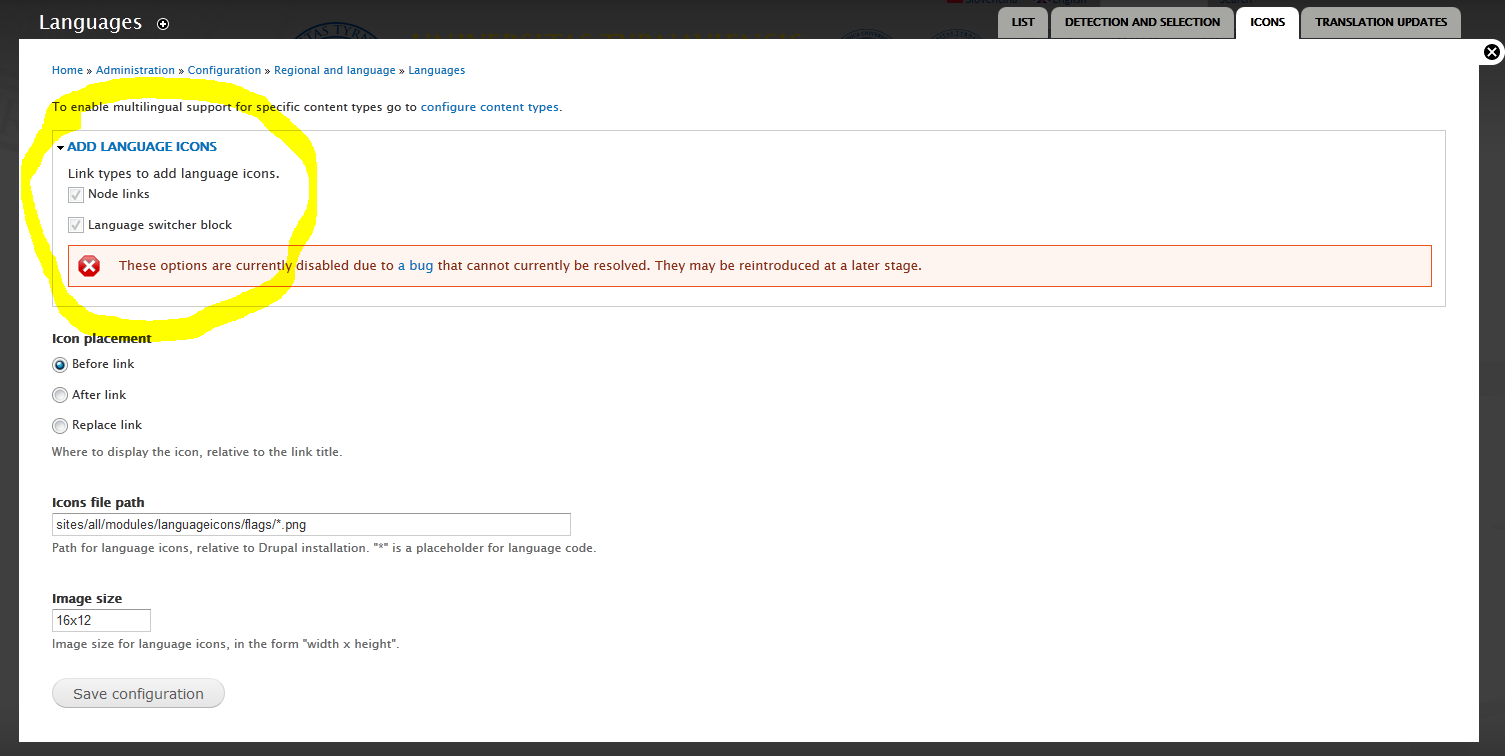 Languages
LIST
DETECTION AND SELECTION
ICONS
TRANSLATION UPDATES
Home » Administration » Configuration » Regional and language » Languages
To enable multilingual support for specific content types go to configure content types.
ADD LANGUAGE ICONS
Link types to add language icons.
Node links
Language switcher block
These options are currently disabled due to a bug that cannot currently be resolved. They may be reintroduced at a later stage.
Icon placement
Before link
After link
Replace link
Where to display the icon, relative to the link title.
Icons file path
sites/all/modules/languageicons/flags/*.png
Path for language icons, relative to Drupal installation. "*" is a placeholder for language code.
Image size
16x12
Image size for language icons, in the form "width x height".
Save configuration